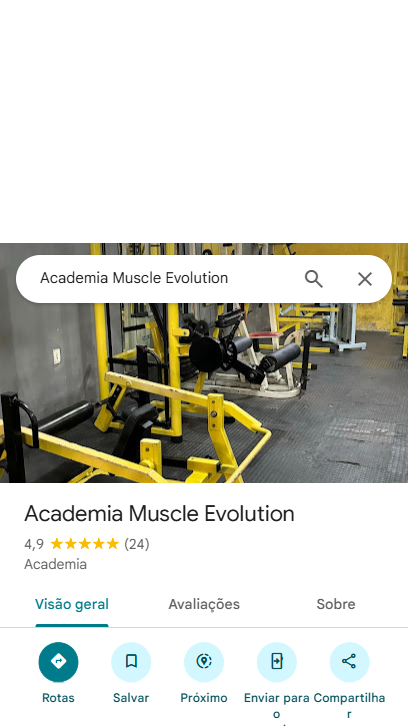 Academia Muscle Evolution
Academia Muscle Evolution
4,9 (24)
Academia
Visão geral Avaliações Sobre
Rotas Salvar Próximo Enviar para Compartilha
o r